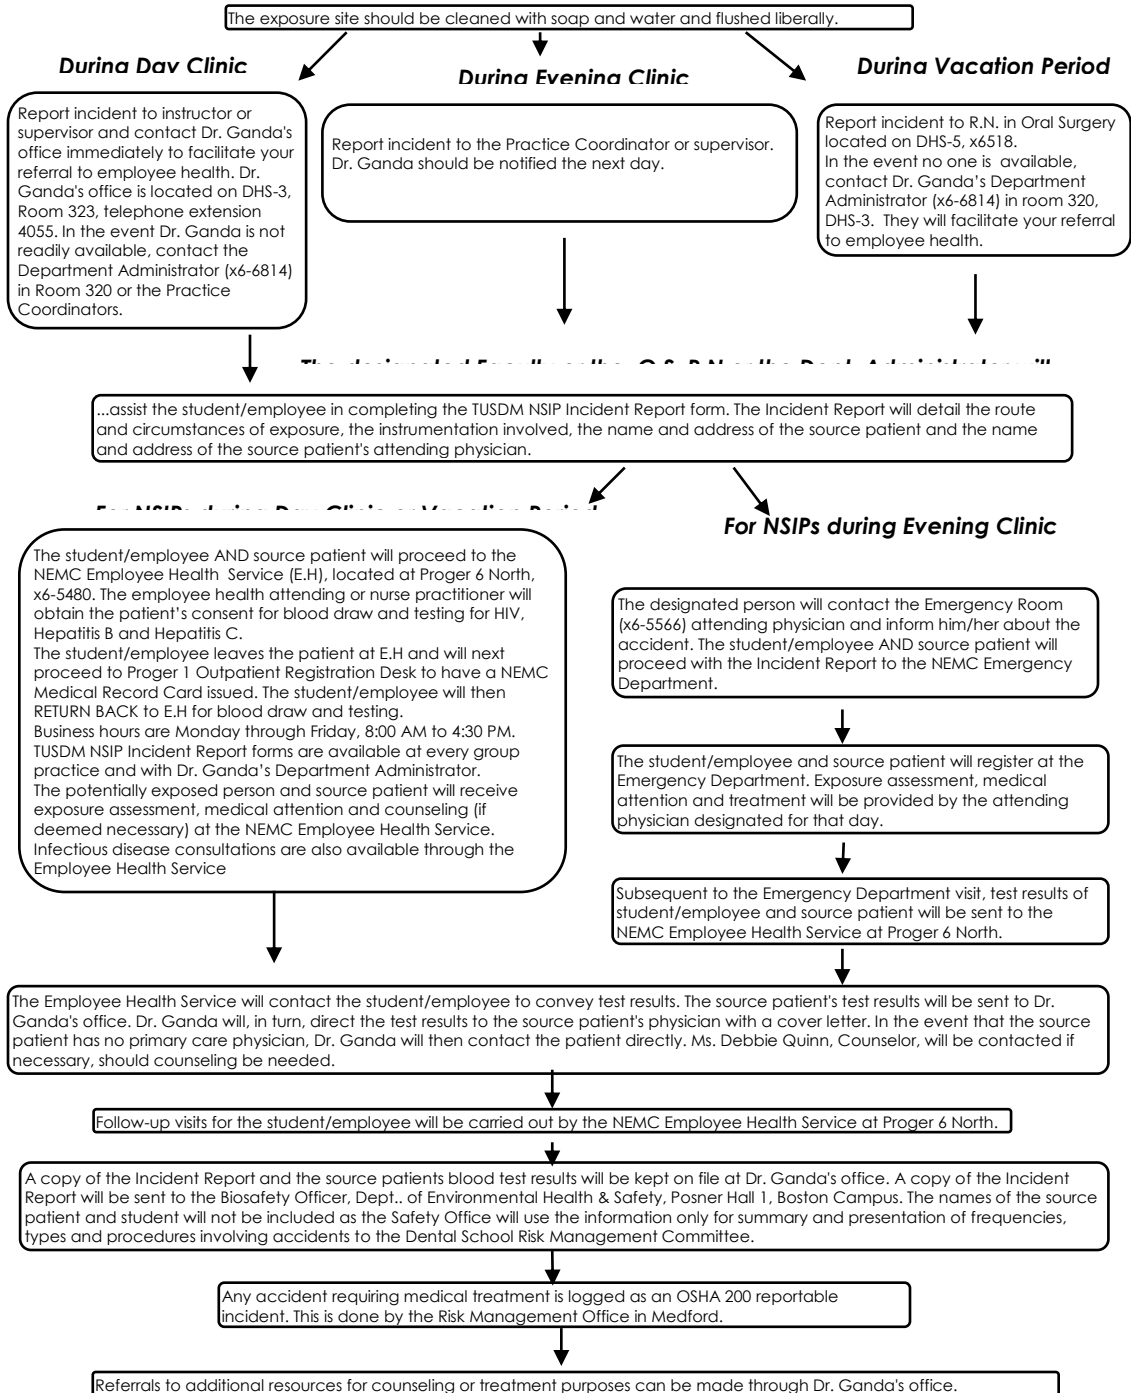 The exposure site should be cleaned with soap and water and flushed liberally.
During Day Clinic
During Evening Clinic
During Vacation Period
Report incident to instructor or
supervisor and contact Dr. Ganda's
office immediately to facilitate your
referral to employee health. Dr.
Ganda's office is located on DHS-3,
Room 323, telephone extension
4055. In the event Dr. Ganda is not
readily available, contact the
Department Administrator (x6-6814)
in Room 320 or the Practice
Coordinators.
Report incident to the Practice Coordinator or supervisor.
Dr. Ganda should be notified the next day.
Report incident to R.N. in Oral Surgery
located on DHS-5, x6518.
In the event no one is available,
contact Dr. Ganda’s Department
Administrator (x6-6814) in room 320,
DHS-3. They will facilitate your referral
to employee health.
The designated Faculty or the O.S. R.N or the Dept. Administrator will
...assist the student/employee in completing the TUSDM NSIP Incident Report form. The Incident Report will detail the route
and circumstances of exposure, the instrumentation involved, the name and address of the source patient and the name
and address of the source patient's attending physician.
For NSIPs during Day Clinic or Vacation Period
For NSIPs during Evening Clinic
The student/employee AND source patient will proceed to the
NEMC Employee Health Service (E.H), located at Proger 6 North,
x6-5480. The employee health attending or nurse practitioner will
obtain the patient’s consent for blood draw and testing for HIV,
Hepatitis B and Hepatitis C.
The student/employee leaves the patient at E.H and will next
proceed to Proger 1 Outpatient Registration Desk to have a NEMC
Medical Record Card issued. The student/employee will then
RETURN BACK to E.H for blood draw and testing.
Business hours are Monday through Friday, 8:00 AM to 4:30 PM.
TUSDM NSIP Incident Report forms are available at every group
practice and with Dr. Ganda’s Department Administrator.
The potentially exposed person and source patient will receive
exposure assessment, medical attention and counseling (if
deemed necessary) at the NEMC Employee Health Service.
Infectious disease consultations are also available through the
Employee Health Service
The designated person will contact the Emergency Room
(x6-5566) attending physician and inform him/her about the
accident. The student/employee AND source patient will
proceed with the Incident Report to the NEMC Emergency
Department.
The student/employee and source patient will register at the
Emergency Department. Exposure assessment, medical
attention and treatment will be provided by the attending
physician designated for that day.
Subsequent to the Emergency Department visit, test results of
student/employee and source patient will be sent to the
NEMC Employee Health Service at Proger 6 North.
The Employee Health Service will contact the student/employee to convey test results. The source patient's test results will be sent to Dr.
Ganda's office. Dr. Ganda will, in turn, direct the test results to the source patient's physician with a cover letter. In the event that the source
patient has no primary care physician, Dr. Ganda will then contact the patient directly. Ms. Debbie Quinn, Counselor, will be contacted if
necessary, should counseling be needed.
Follow-up visits for the student/employee will be carried out by the NEMC Employee Health Service at Proger 6 North.
A copy of the Incident Report and the source patients blood test results will be kept on file at Dr. Ganda's office. A copy of the Incident
Report will be sent to the Biosafety Officer, Dept.. of Environmental Health & Safety, Posner Hall 1, Boston Campus. The names of the source
patient and student will not be included as the Safety Office will use the information only for summary and presentation of frequencies,
types and procedures involving accidents to the Dental School Risk Management Committee.
Any accident requiring medical treatment is logged as an OSHA 200 reportable
incident. This is done by the Risk Management Office in Medford.
Referrals to additional resources for counseling or treatment purposes can be made through Dr. Ganda's office.